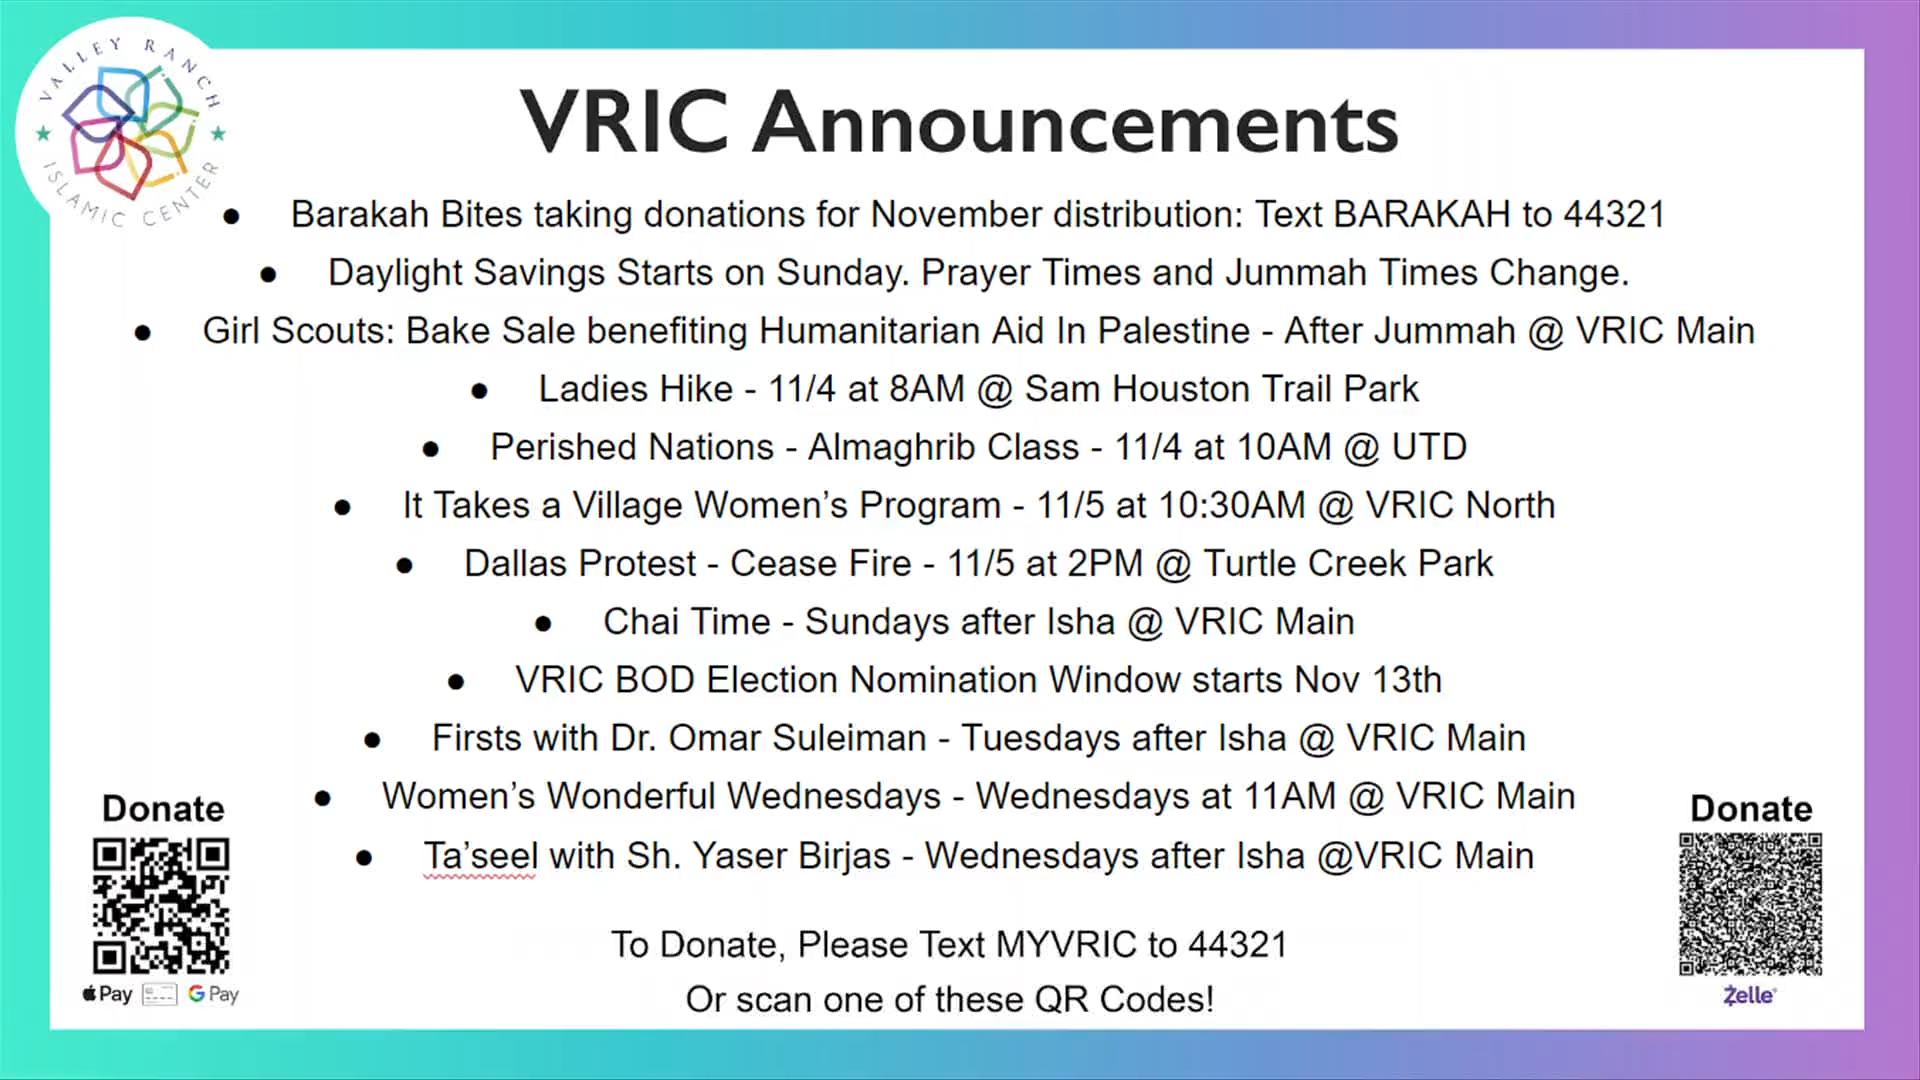 VALLEY RANCH
ISLAMIC CENTER
VRIC Announcements
● Barakah Bites taking donations for November distribution: Text BARAKAH to 44321
● Daylight Savings Starts on Sunday. Prayer Times and Jummah Times Change.
● Girl Scouts: Bake Sale benefiting Humanitarian Aid In Palestine - After Jummah @ VRIC Main
● Ladies Hike - 11/4 at 8AM @ Sam Houston Trail Park
● Perished Nations - Almaghrib Class - 11/4 at 10AM @ UTD
● It Takes a Village Women’s Program - 11/5 at 10:30AM @ VRIC North
● Dallas Protest - Cease Fire - 11/5 at 2PM @ Turtle Creek Park
● Chai Time - Sundays after Isha @ VRIC Main
● VRIC BOD Election Nomination Window starts Nov 13th
● Firsts with Dr. Omar Suleiman - Tuesdays after Isha @ VRIC Main
● Women’s Wonderful Wednesdays - Wednesdays at 11AM @ VRIC Main
● Ta’seel with Sh. Yaser Birjas - Wednesdays after Isha @VRIC Main
To Donate, Please Text MYVRIC to 44321
Or scan one of these QR Codes!
Donate
Pay G Pay
Donate
Zelle